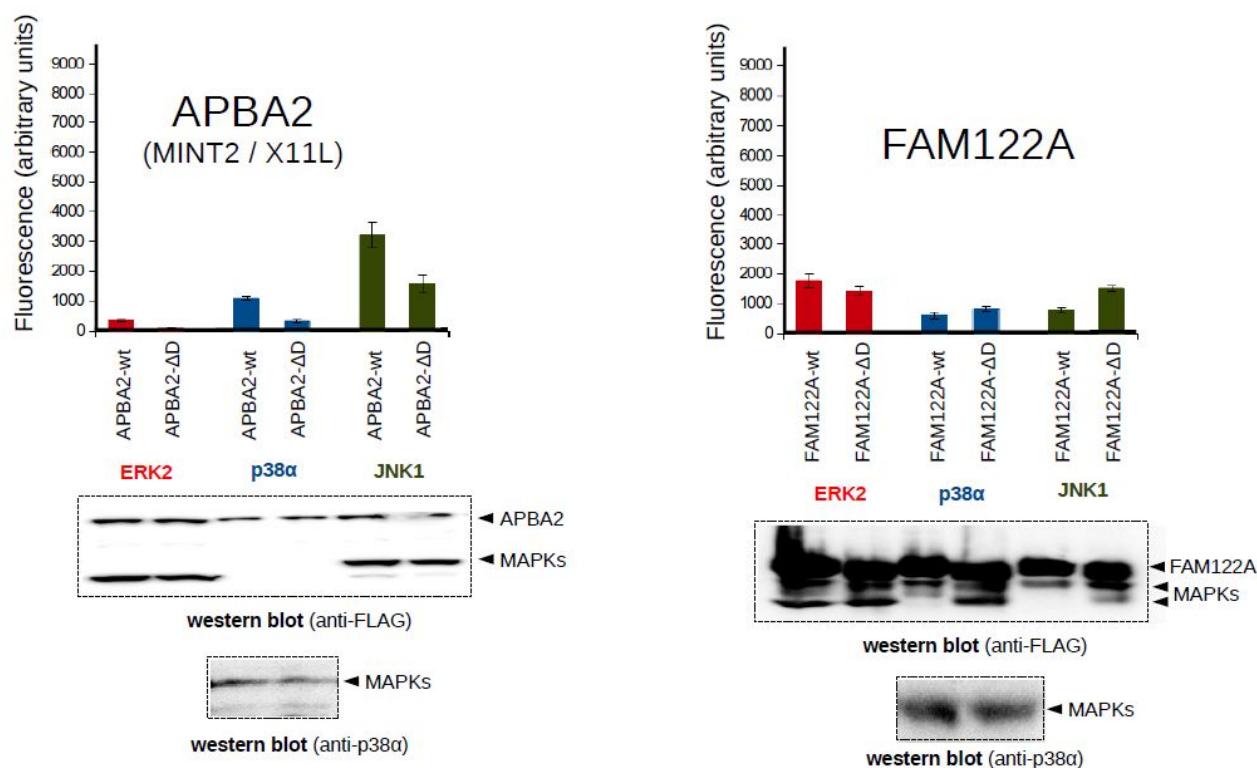 Fluorescence (arbitrary units)
9000
8000
7000
6000
5000
4000
3000
2000
1000
0
APBA2
(MINT2 / X11L)
APBA2-wt
APBA2-ΔD
APBA2-wt
APBA2-ΔD
APBA2-wt
APBA2-ΔD
ERK2
p38α
JNK1
APBA2
MAPKs
western blot (anti-FLAG)
MAPKs
western blot (anti-p38α)
Fluorescence (arbitrary units)
9000
8000
7000
6000
5000
4000
3000
2000
1000
0
FAM122A
FAM122A-wt
FAM122A-ΔD
FAM122A-wt
FAM122A-ΔD
FAM122A-wt
FAM122A-ΔD
ERK2
p38α
JNK1
FAM122A
MAPKs
western blot (anti-FLAG)
MAPKs
western blot (anti-p38α)